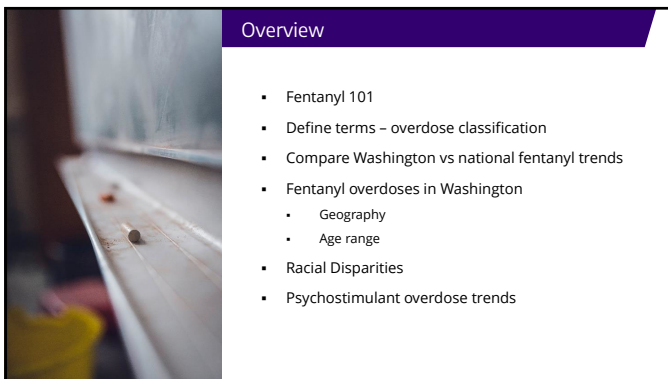 Overview
▪ Fentanyl 101
▪ Define terms – overdose classification
▪ Compare Washington vs national fentanyl trends
▪ Fentanyl overdoses in Washington
▪ Geography
▪ Age range
▪ Racial Disparities
▪ Psychostimulant overdose trends